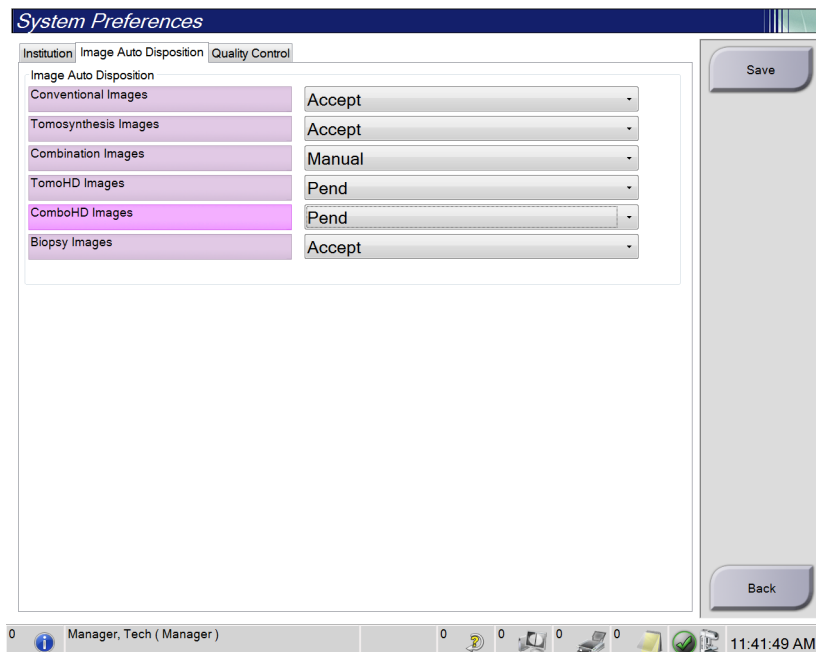 System Preferences
Institution Image Auto Disposition Quality Control
Image Auto Disposition
Conventional Images Accept
Tomosynthesis Images Accept
Combination Images Manual
TomoHD Images Pend
ComboHD Images Pend
Biopsy Images Accept
Save
Back
0 Manager, Tech ( Manager ) 0 0 0 0 11:41:49 AM